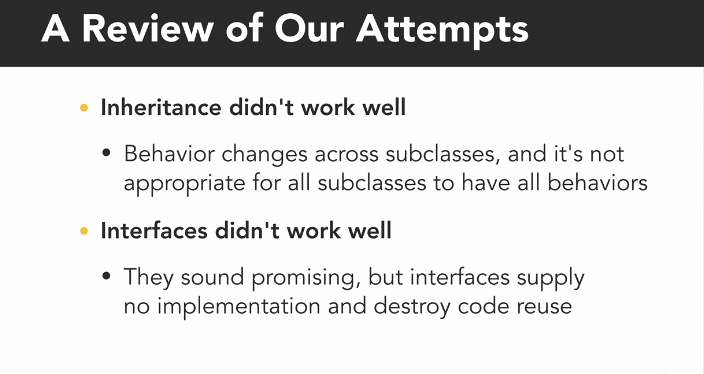 A Review of Our Attempts
Inheritance didn't work well
Behavior changes across subclasses, and it's not
appropriate for all subclasses to have all behaviors
Interfaces didn't work well
They sound promising, but interfaces supply
no implementation and destroy code reuse